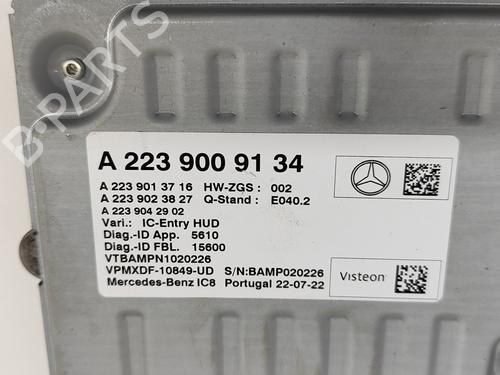 A 223 900 91 34
A 223 901 37 16 HW-ZGS : 002
A 223 902 38 27 Q-Stand : E040.2
A 223 904 29 02
Vari.: IC-Entry HUD
Diag.-ID App. 5610
Diag.-ID FBL. 15600
VTBAMPN1020226
VPMXDF-10849-UD S/N:BAMP020226
Mercedes-Benz IC8 Portugal 22-07-22
Visteon
B-PARTS